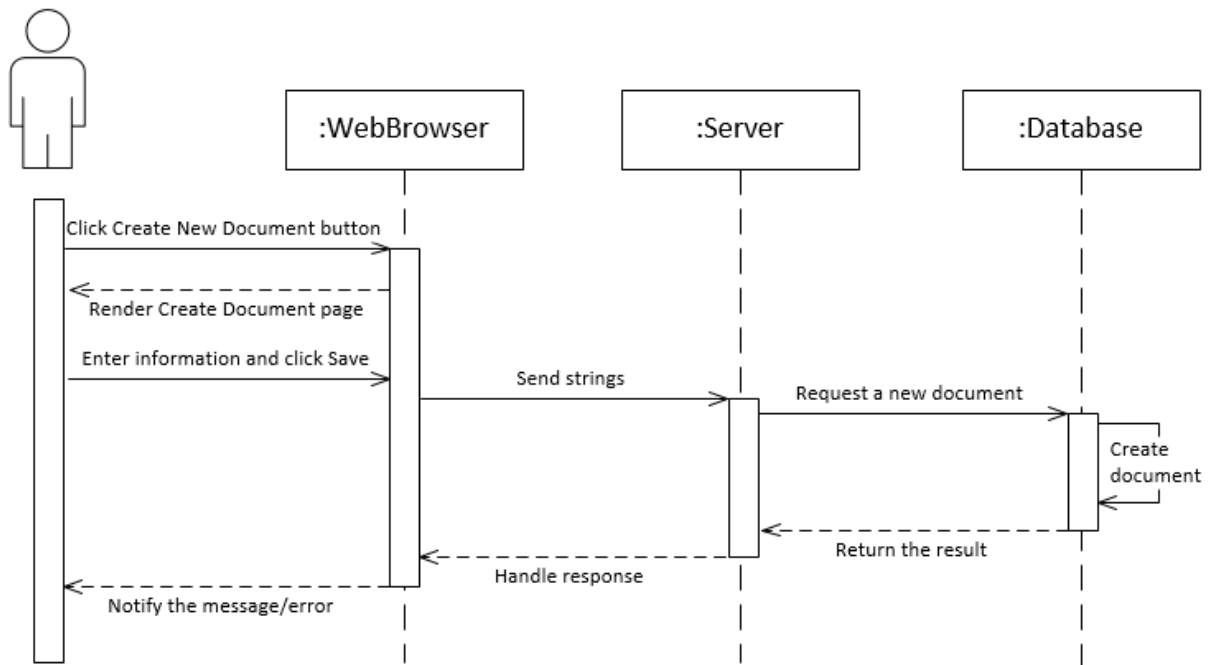 :WebBrowser
:Server
:Database
Click Create New Document button
Render Create Document page
Enter information and click Save
Send strings
Request a new document
Create
document
Return the result
Handle response
Notify the message/error